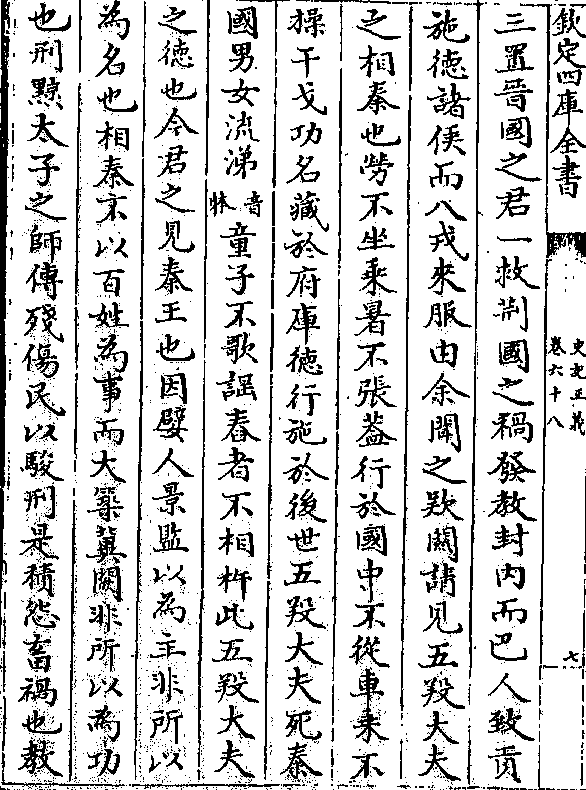 欽定四庫全書
史記正義
卷六十八
七
三置晉國之君一救荆國之禍發教封内而巴人致貢
施徳諸侯而八戎來服由余聞之欵關請見五羖大夫
之相秦也勞不坐乘暑不張葢行於國中不從車乘不
操干戈功名藏於府庫徳行施於後世五羖大夫死秦
國男女流涕音体童子不歌謡舂者不相杵此五羖大夫
之徳也今君之見秦王也因嬖人景監以為主非所以
為名也相秦不以百姓為事而大築冀闕非所以為功
也刑黥太子之師傅殘傷民以駿刑是積怨畜禍也教